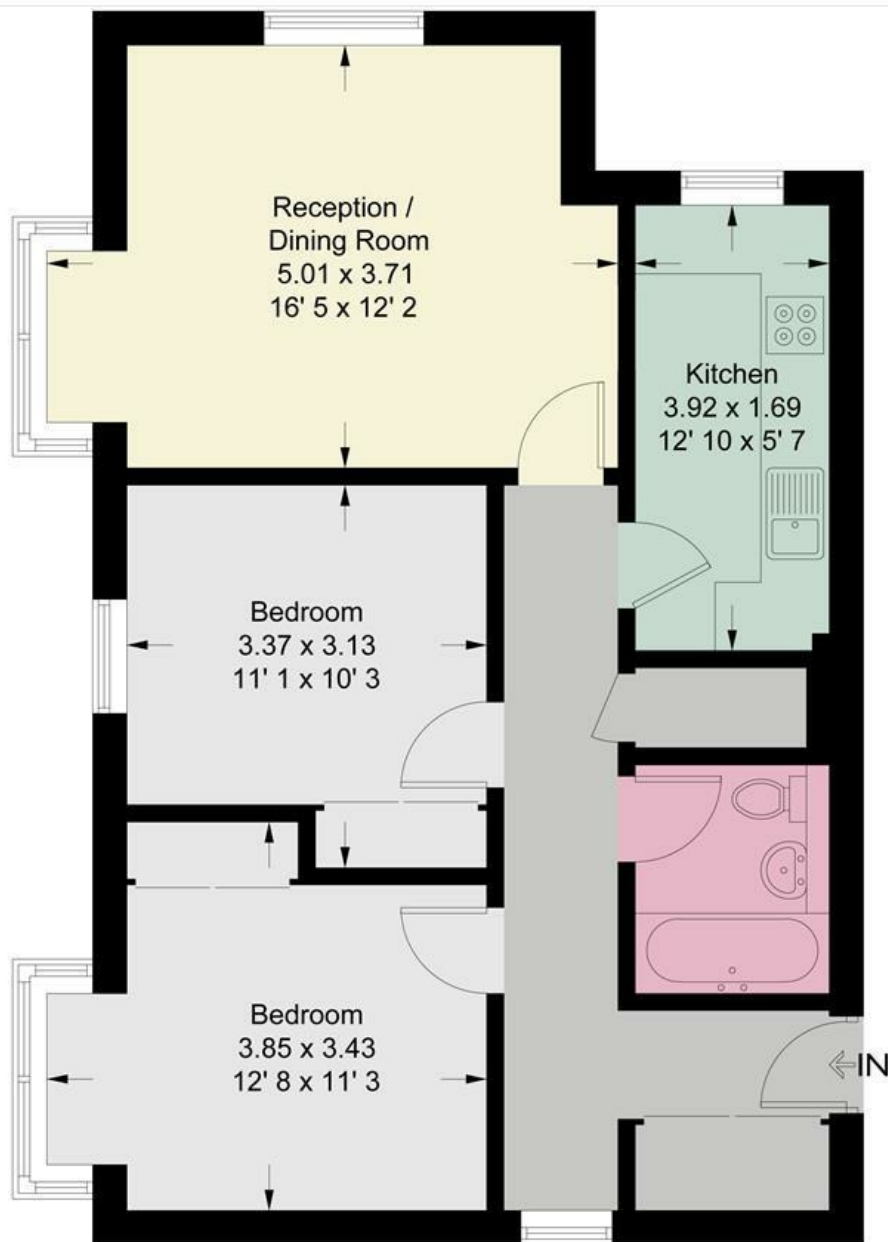 Reception /
Dining Room
5.01 x 3.71
16' 5 x 12' 2
Kitchen
3.92 x 1.69
12' 10 x 5' 7
Bedroom
3.37 x 3.13
11' 1 x 10' 3
Bedroom
3.85 x 3.43
12' 8 x 11' 3
IN